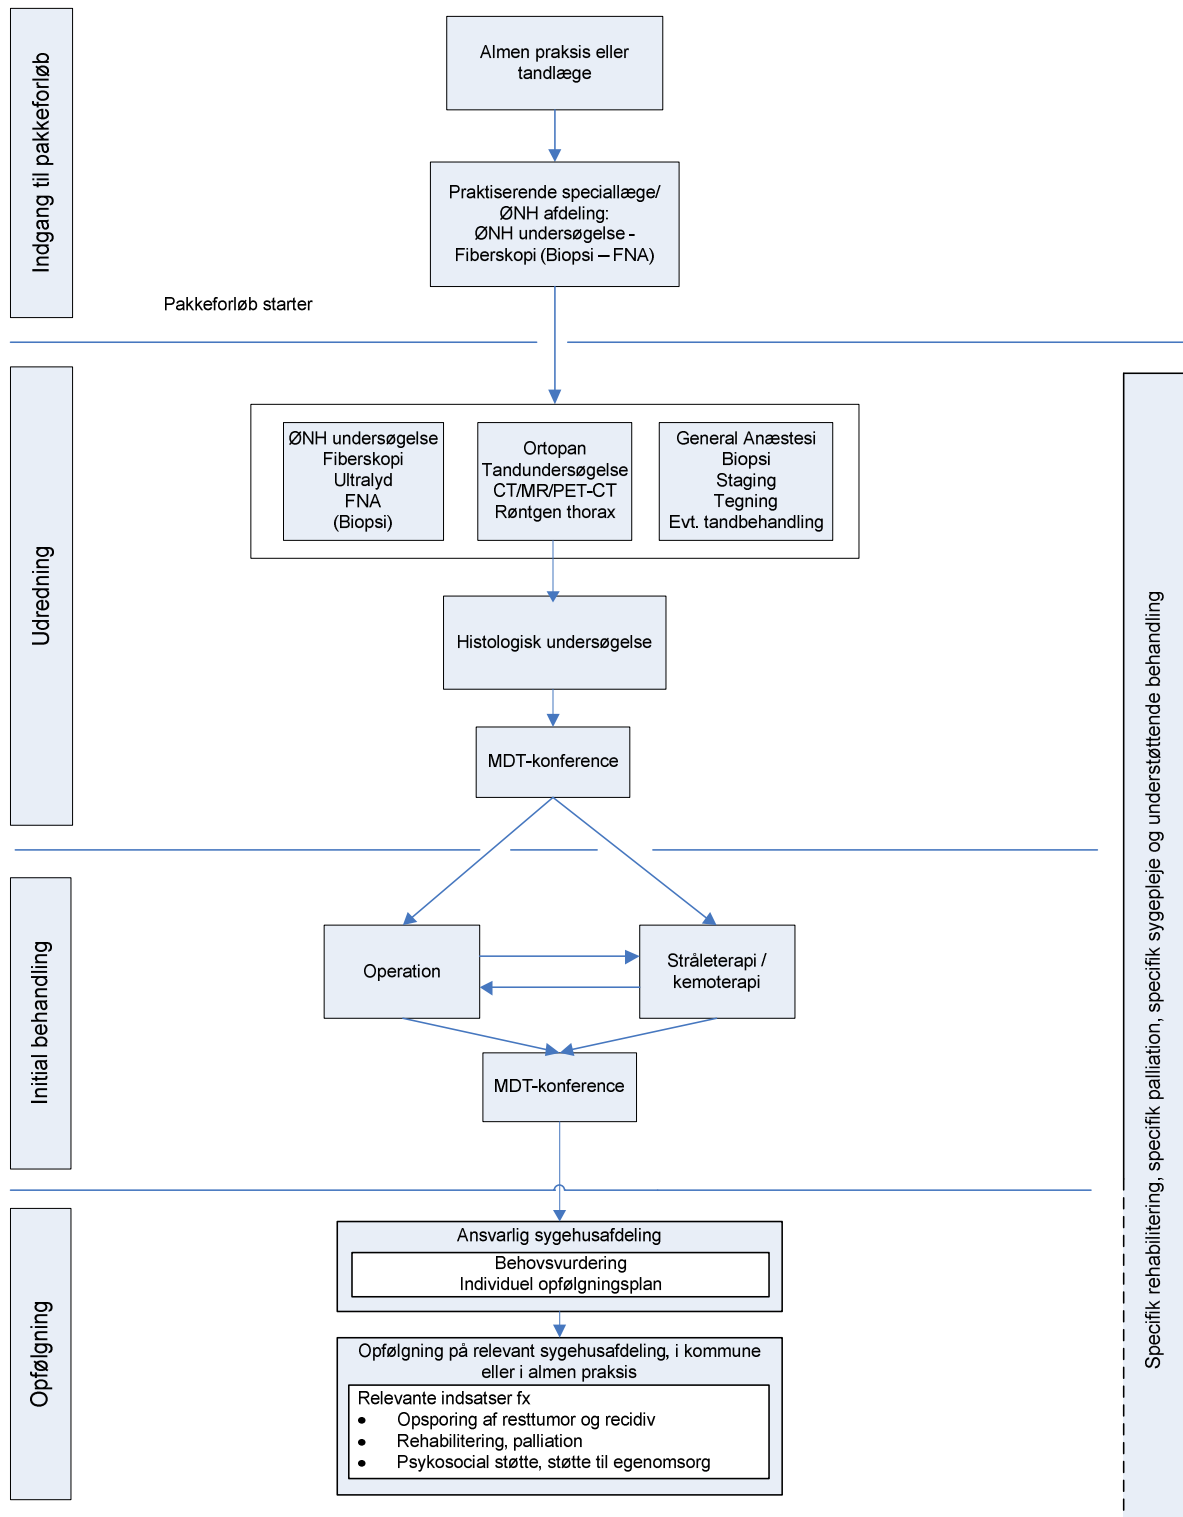 Indgang til pakkeforløb
Almen praksis eller
tandlæge
Praktiserende speciallæge/
ØNH afdeling:
ØNH undersøgelse -
Fiberskopi (Biopsi – FNA)
Pakkeforløb starter
Udredning
ØNH undersøgelse
Fiberskopi
Ultralyd
FNA
(Biopsi)
Ortopan
Tandundersøgelse
CT/MR/PET-CT
Røntgen thorax
General Anæstesi
Biopsi
Staging
Tegning
Evt. tandbehandling
Histologisk undersøgelse
MDT-konference
Initial behandling
Operation
Stråleterapi /
kemoterapi
MDT-konference
Opfølgning
Ansvarlig sygehusafdeling
Behovsvurdering
Individuel opfølgningsplan
Opfølgning på relevant sygehusafdeling, i kommune
eller i almen praksis
Relevante indsatser fx
• Opsporing af resttumor og recidiv
• Rehabilitering, palliation
• Psykosocial støtte, støtte til egenomsorg
Specifik rehabilitering, specifik palliation, specifik sygepleje og understøttende behandling